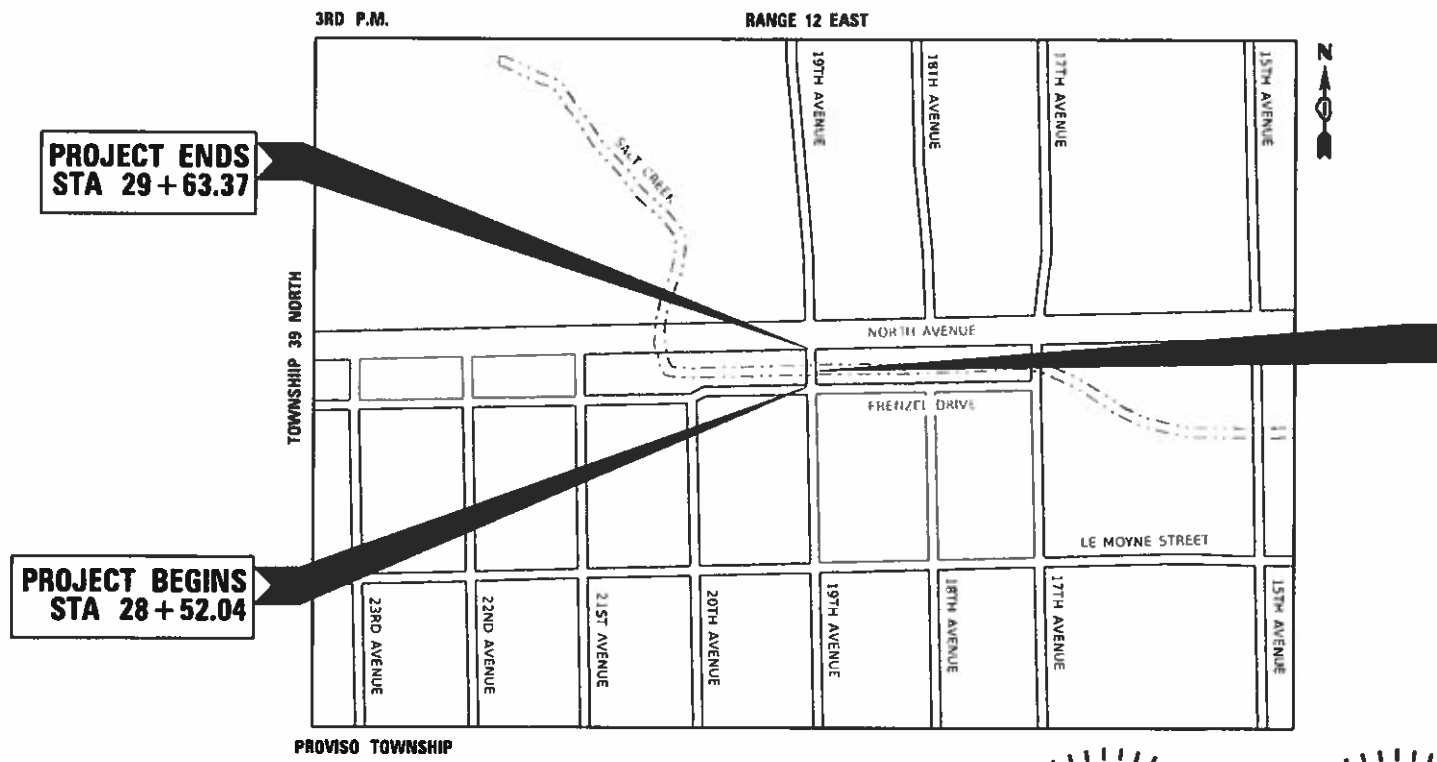 3RD P.M.
RANGE 12 EAST
N
19TH AVENUE
18TH AVENUE
17TH AVENUE
15TH AVENUE
PROJECT ENDS
STA 29+63.37
SALT CREEK
TOWNSHIP 39 NORTH
NORTH AVENUE
FRENZEL DRIVE
LE MOYNE STREET
PROJECT BEGINS
STA 28+52.04
23RD AVENUE
22ND AVENUE
21ST AVENUE
20TH AVENUE
19TH AVENUE
18TH AVENUE
17TH AVENUE
15TH AVENUE
PROVISO TOWNSHIP